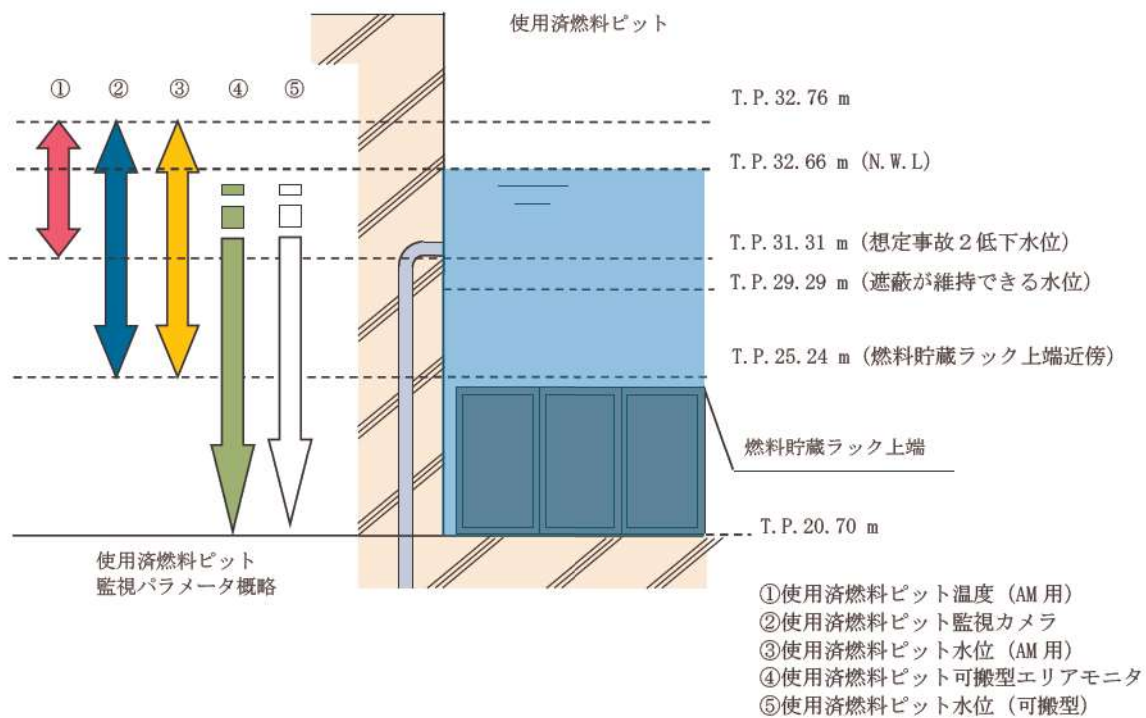 使用済燃料ピット
① ② ③ ④ ⑤
T.P.32.76 m
T.P.32.66 m (N.W.L)
T.P.31.31 m (想定事故2低下水位)
T.P.29.29 m (遮蔽が維持できる水位)
T.P.25.24 m (燃料貯蔵ラック上端近傍)
燃料貯蔵ラック上端
T.P.20.70 m
使用済燃料ピット
監視パラメータ概略
①使用済燃料ピット温度 (AM 用)
②使用済燃料ピット監視カメラ
③使用済燃料ピット水位 (AM 用)
④使用済燃料ピット可搬型エリアモニタ
⑤使用済燃料ピット水位 (可搬型)